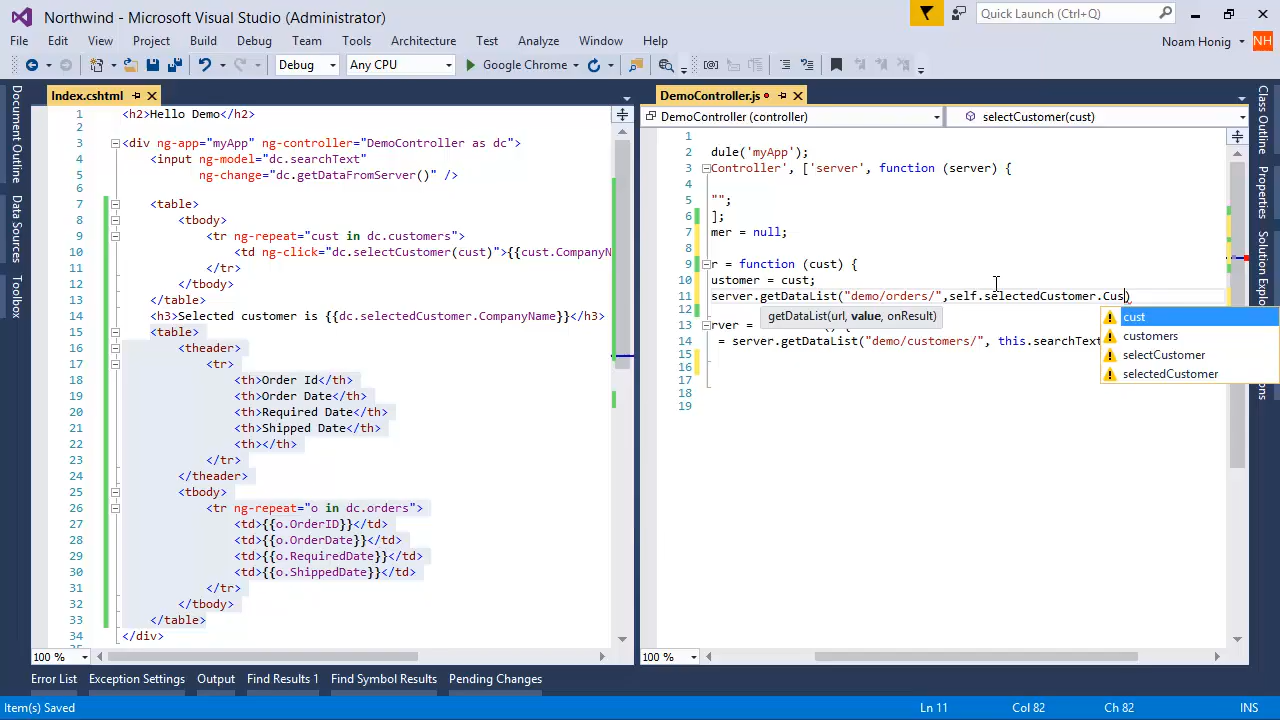 Northwind - Microsoft Visual Studio (Administrator)
Quick Launch (Ctrl+Q)
File Edit View Project Build Debug Team Tools Architecture Test Analyze Window Help
Noam Honig NH
Debug Any CPU Google Chrome
Document Outline
Data Sources
Toolbox
Index.cshtml
1 <h2>Hello Demo</h2>
2
3 <div ng-app="myApp" ng-controller="DemoController as dc">
4 <input ng-model="dc.searchText"
5 ng-change="dc.getDataFromServer()" />
6
7 <table>
8 <tbody>
9 <tr ng-repeat="cust in dc.customers">
10 <td ng-click="dc.selectCustomer(cust)">{{cust.CompanyN
11 </tr>
12 </tbody>
13 </table>
14 <h3>Selected customer is {{dc.selectedCustomer.CompanyName}}</h3>
15 <table>
16 <theader>
17 <tr>
18 <th>Order Id</th>
19 <th>Order Date</th>
20 <th>Required Date</th>
21 <th>Shipped Date</th>
22 <th></th>
23 </tr>
24 </theader>
25 <tbody>
26 <tr ng-repeat="o in dc.orders">
27 <td>{{o.OrderID}}</td>
28 <td>{{o.OrderDate}}</td>
29 <td>{{o.RequiredDate}}</td>
30 <td>{{o.ShippedDate}}</td>
31 </tr>
32 </tbody>
33 </table>
34 </div>
100 %
DemoController.js
DemoController (controller) selectCustomer(cust)
1
2 dule('myApp');
3 Controller', ['server', function (server) {
4
5 "";
6 ];
7 mer = null;
8
9 r = function (cust) {
10 ustomer = cust;
11 server.getDataList("demo/orders/",self.selectedCustomer.Cus)
12 getDataList(url, value, onResult)
13 rver =
14 = server.getDataList("demo/customers/", this.searchText
15
16
17
18
19
cust
customers
selectCustomer
selectedCustomer
100 %
Class Outline
Properties
Solution Explorer
Error List Exception Settings Output Find Results 1 Find Symbol Results Pending Changes
Item(s) Saved Ln 11 Col 82 Ch 82 INS